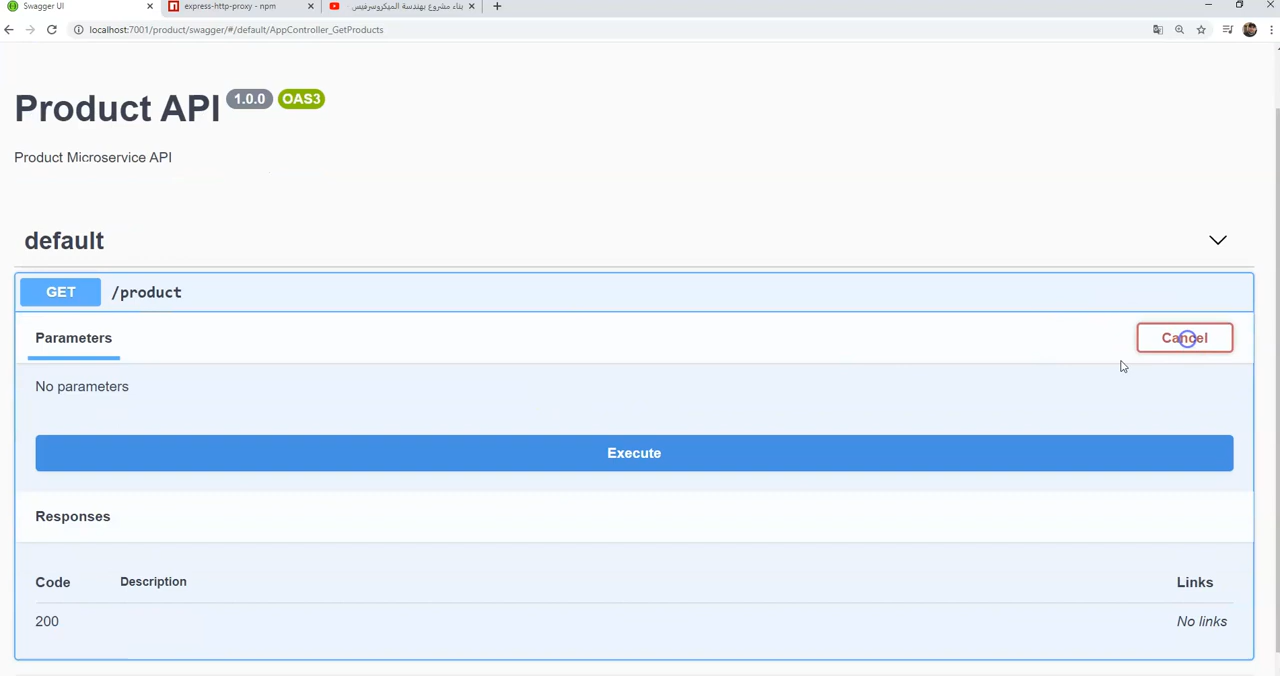 Swagger UI
express-http-proxy - npm
بناء مشروع بهندسة الميكروسرفيس
localhost:7001/product/swagger/#/default/AppController_GetProducts
Product API 1.0.0 OAS3
Product Microservice API
default
GET /product
Parameters
Cancel
No parameters
Execute
Responses
Code Description Links
200 No links